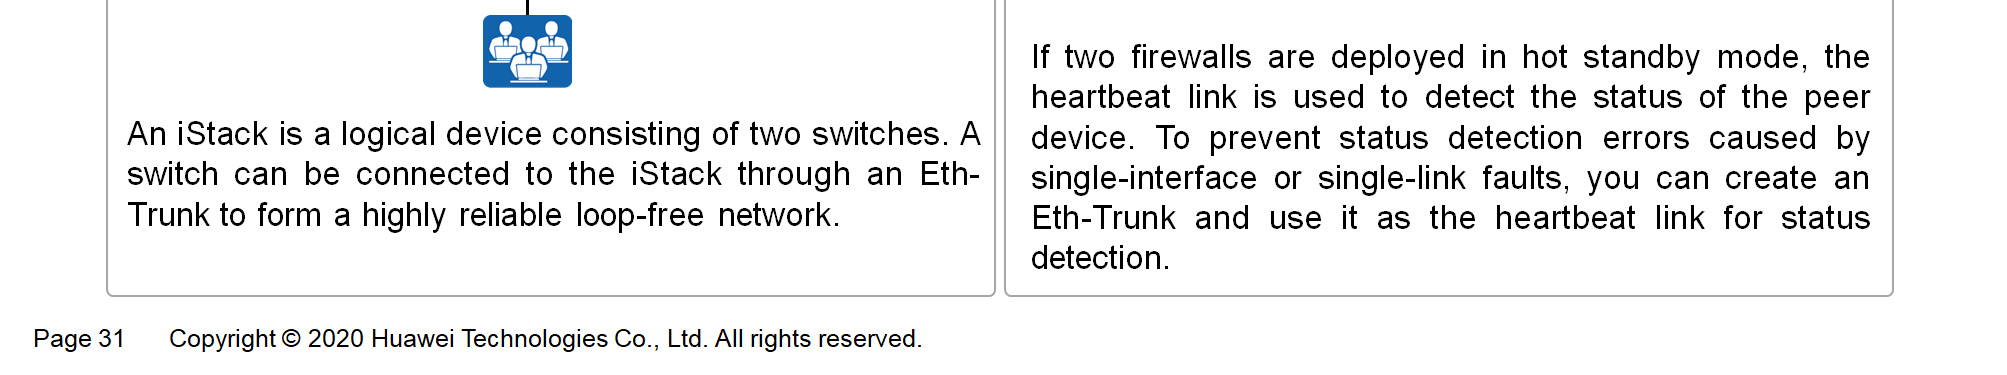 An iStack is a logical device consisting of two switches. A
switch can be connected to the iStack through an Eth-
Trunk to form a highly reliable loop-free network.
If two firewalls are deployed in hot standby mode, the
heartbeat link is used to detect the status of the peer
device. To prevent status detection errors caused by
single-interface or single-link faults, you can create an
Eth-Trunk and use it as the heartbeat link for status
detection.
Page 31 Copyright © 2020 Huawei Technologies Co., Ltd. All rights reserved.